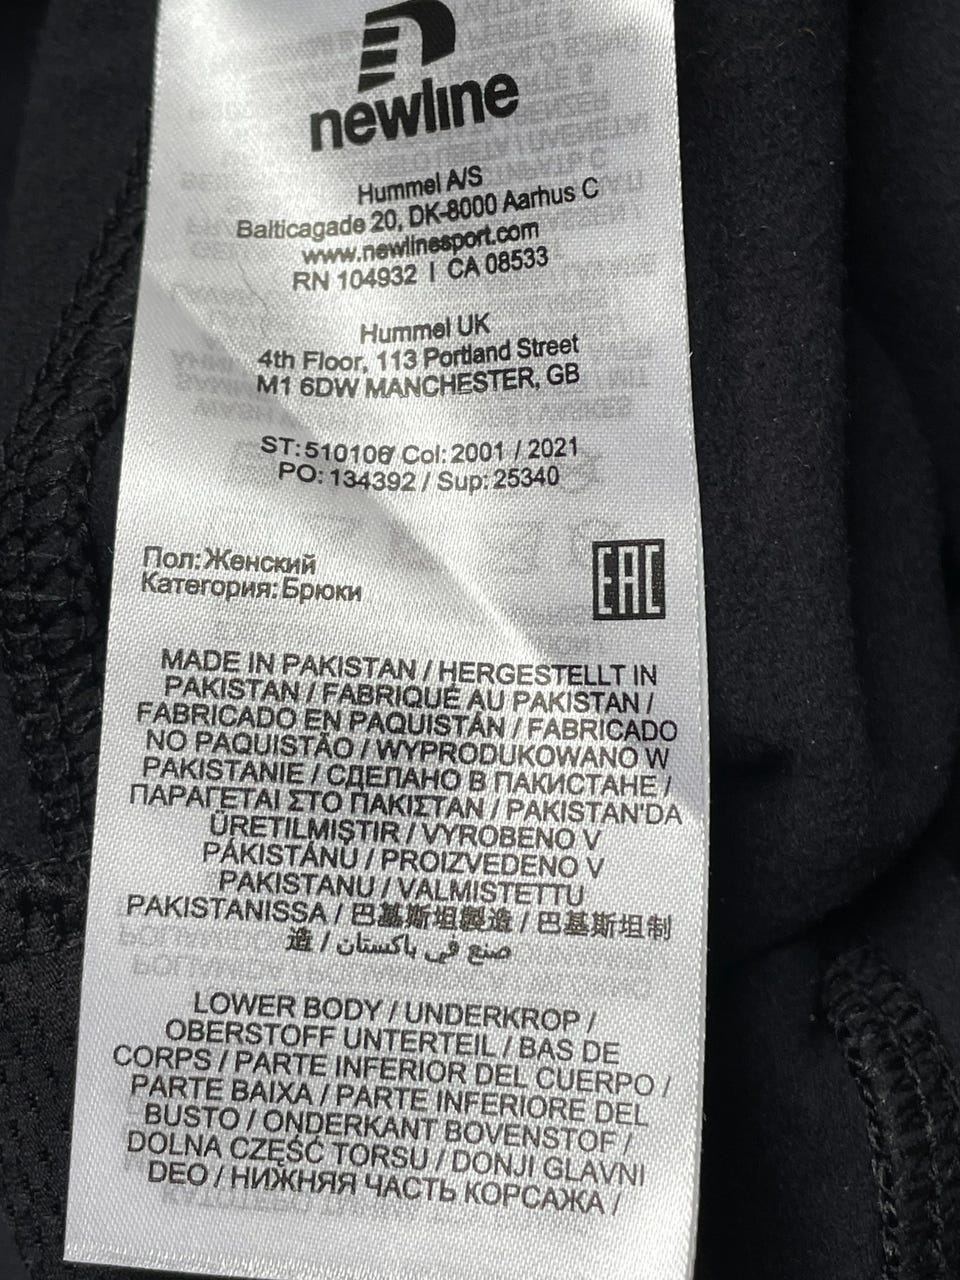 newline
Hummel A/S
Balticagade 20, DK-8000 Aarhus C
www.newlinesport.com
RN 104932 | CA 08533
Hummel UK
4th Floor, 113 Portland Street
M1 6DW MANCHESTER, GB
ST: Col: 2001 / 2021
PO: 134392 / Sup: 25340
Пол: Женский
Категория: Брюки
EAC
MADE IN PAKISTAN / HERGESTELLT IN
PAKISTAN / FABRIQUÉ AU PAKISTAN /
FABRICADO EN PAQUISTÁN / FABRICADO
NO PAQUISTÃO / WYPRODUKOWANO W
PAKISTANIE / СДЕЛАНО В ПАКИСТАНЕ /
ΠΑΡΑΓΕΤΑΙ ΣΤΟ ΠΑΚΙΣΤΑΝ / PAKISTAN'DA
ÜRETILMIŞTIR / VYROBENO V
PÁKISTÁNU / PROIZVEDENO V
PAKISTANU / VALMISTETTU
PAKISTANISSA / 巴基斯坦製造 / 巴基斯坦制
造 / صنع في باكستان
LOWER BODY / UNDERKROP /
OBERSTOFF UNTERTEIL / BAS DE
CORPS / PARTE INFERIOR DEL CUERPO /
PARTE BAIXA / PARTE INFERIORE DEL
BUSTO / ONDERKANT BOVENSTOF /
DOLNA CZĘŚĆ TORSU / DONJI GLAVNI
DEO / НИЖНЯЯ ЧАСТЬ КОРСАЖА /